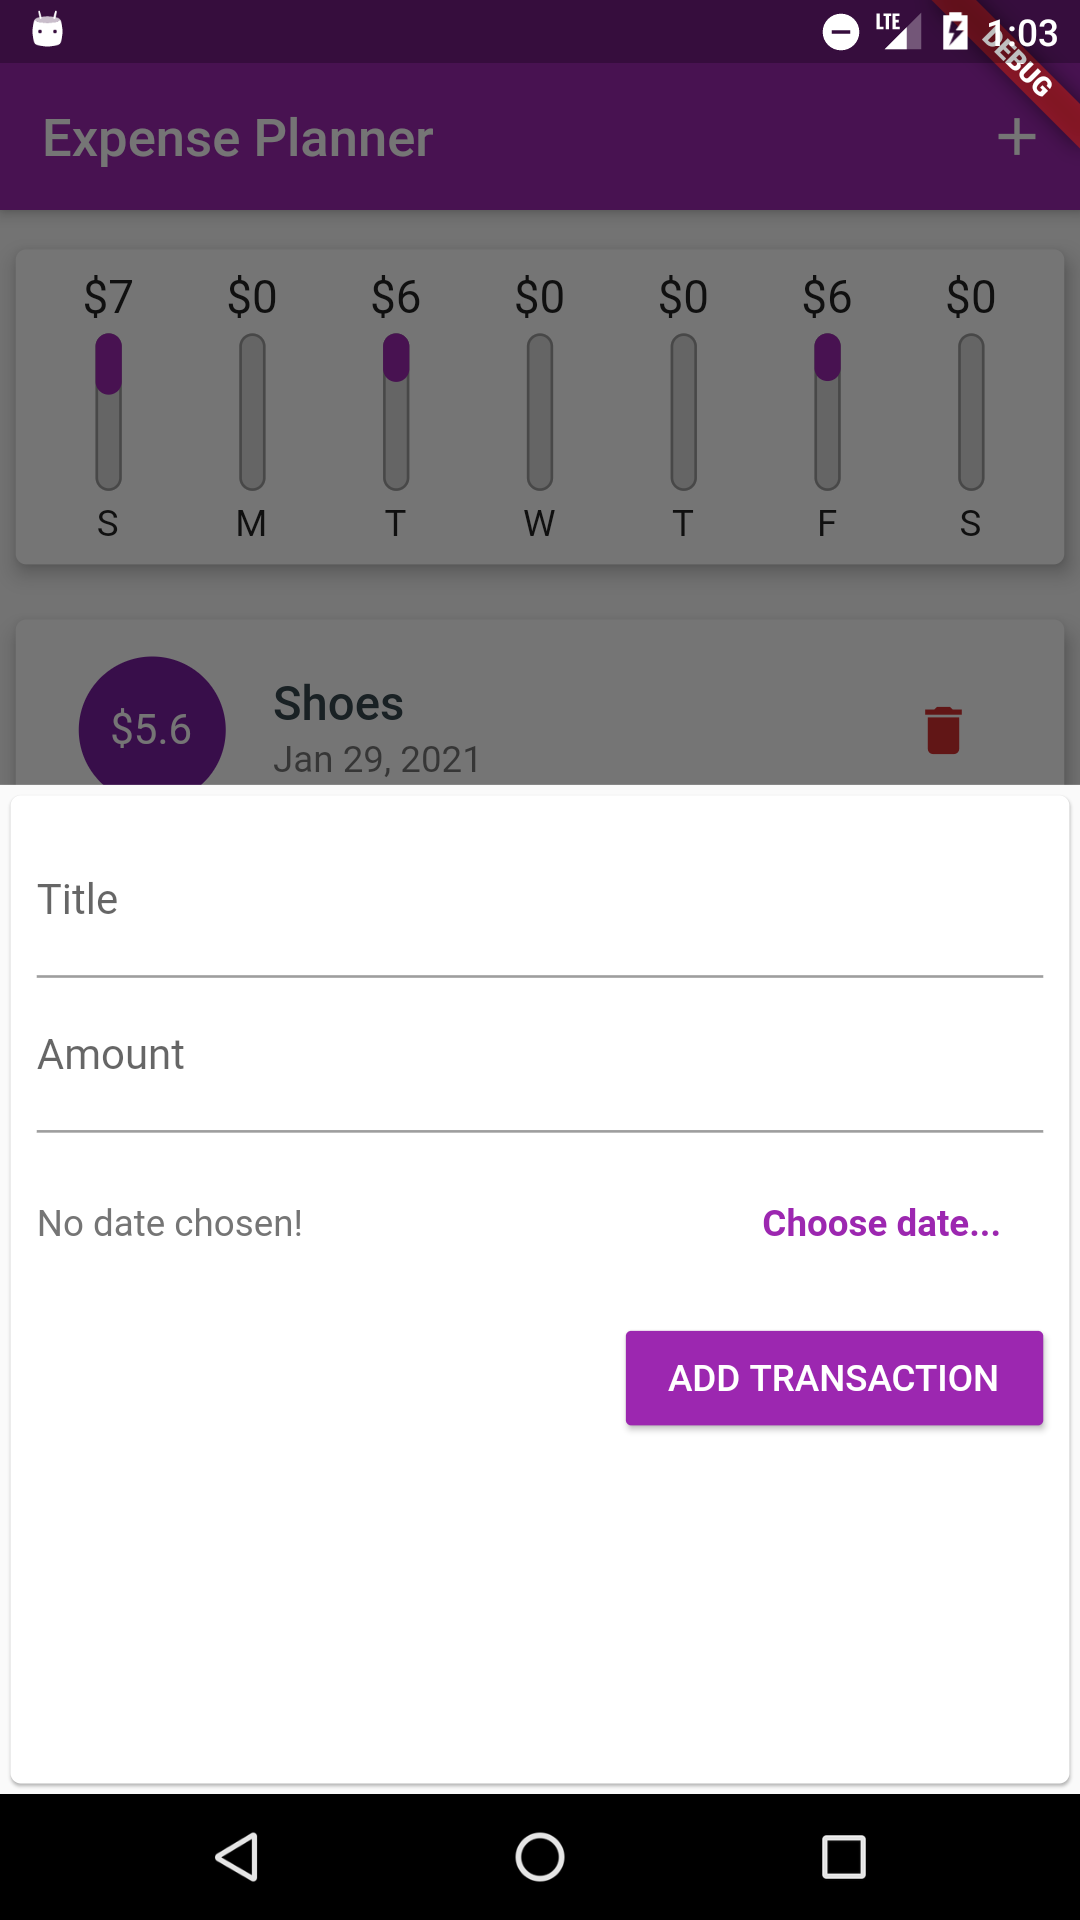 LTE 1:03
DEBUG
Expense Planner
$7 $0 $6 $0 $0 $6 $0
S M T W T F S
$5.6
Shoes
Jan 29, 2021
Title
Amount
No date chosen! Choose date...
ADD TRANSACTION